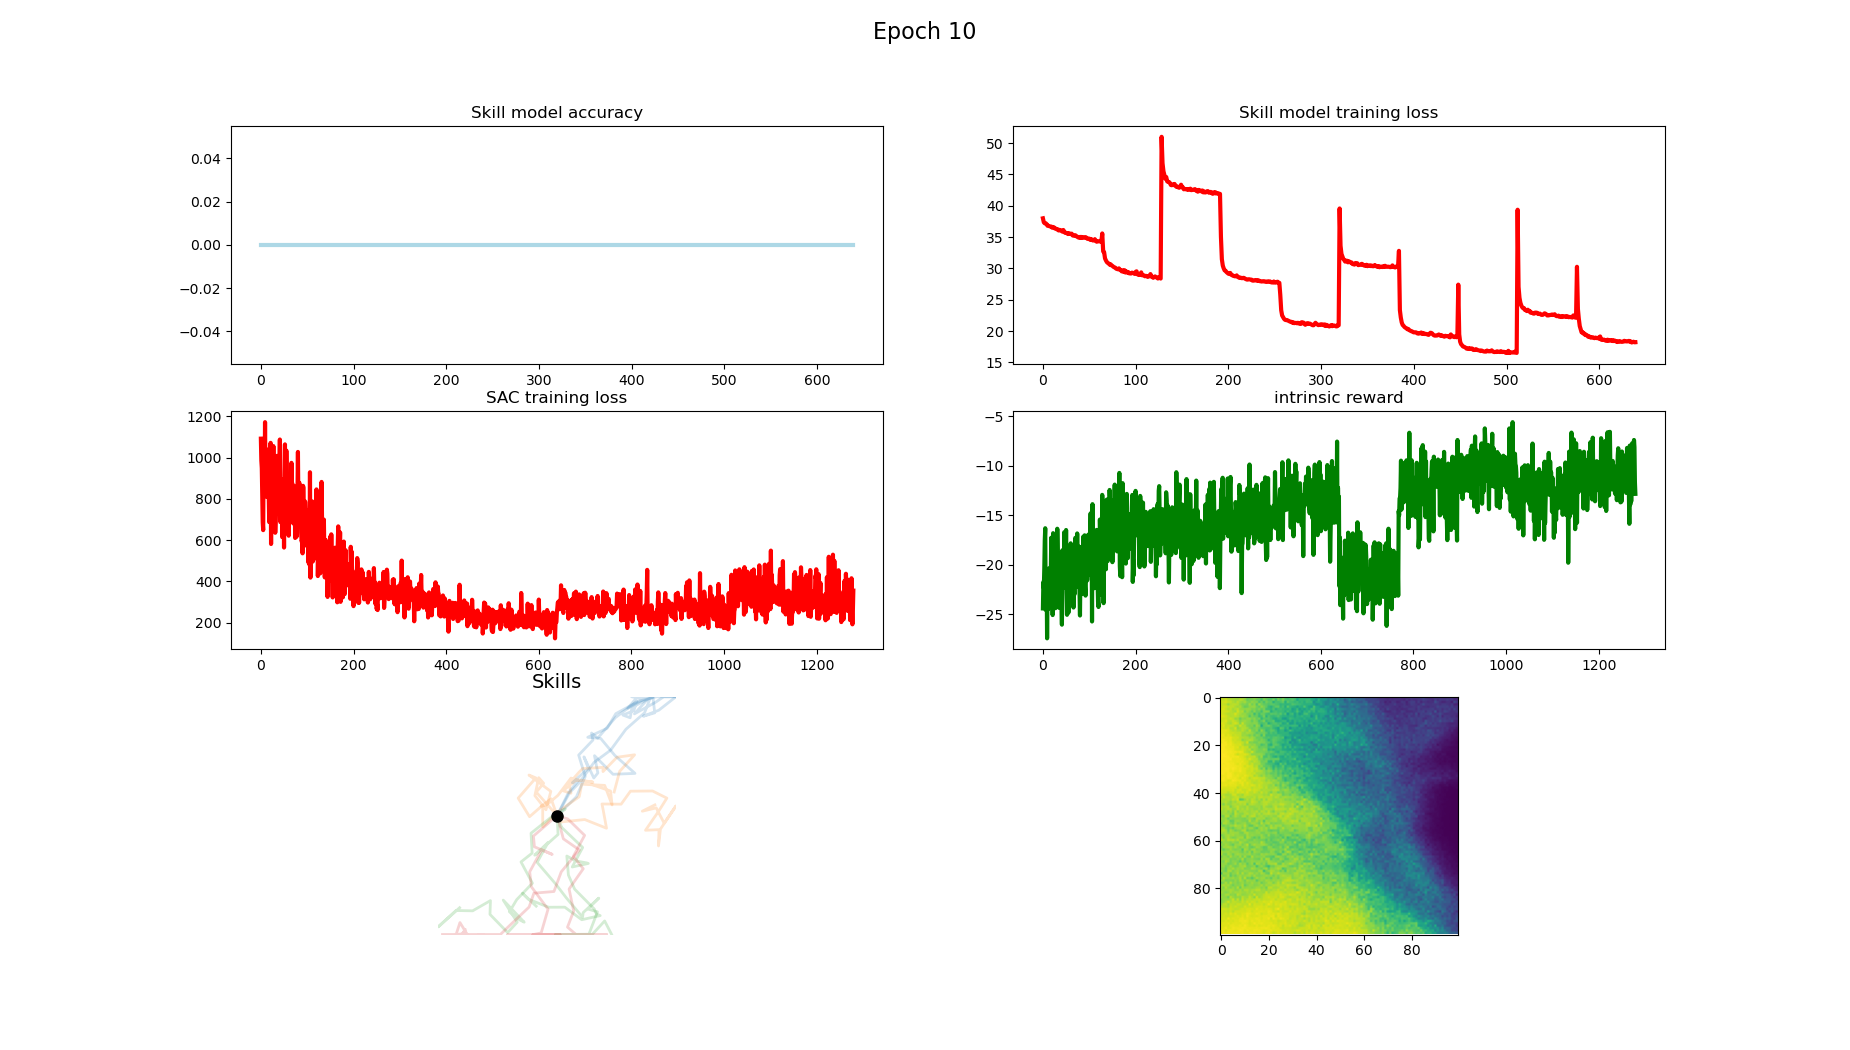 Epoch 10
Skill model accuracy
0.04
0.02
0.00
−0.02
−0.04
0 100 200 300 400 500 600
Skill model training loss
50
45
40
35
30
25
20
15
0 100 200 300 400 500 600
SAC training loss
1200
1000
800
600
400
200
0 200 400 600 800 1000 1200
intrinsic reward
−5
−10
−15
−20
−25
0 200 400 600 800 1000 1200
Skills
0
20
40
60
80
0 20 40 60 80